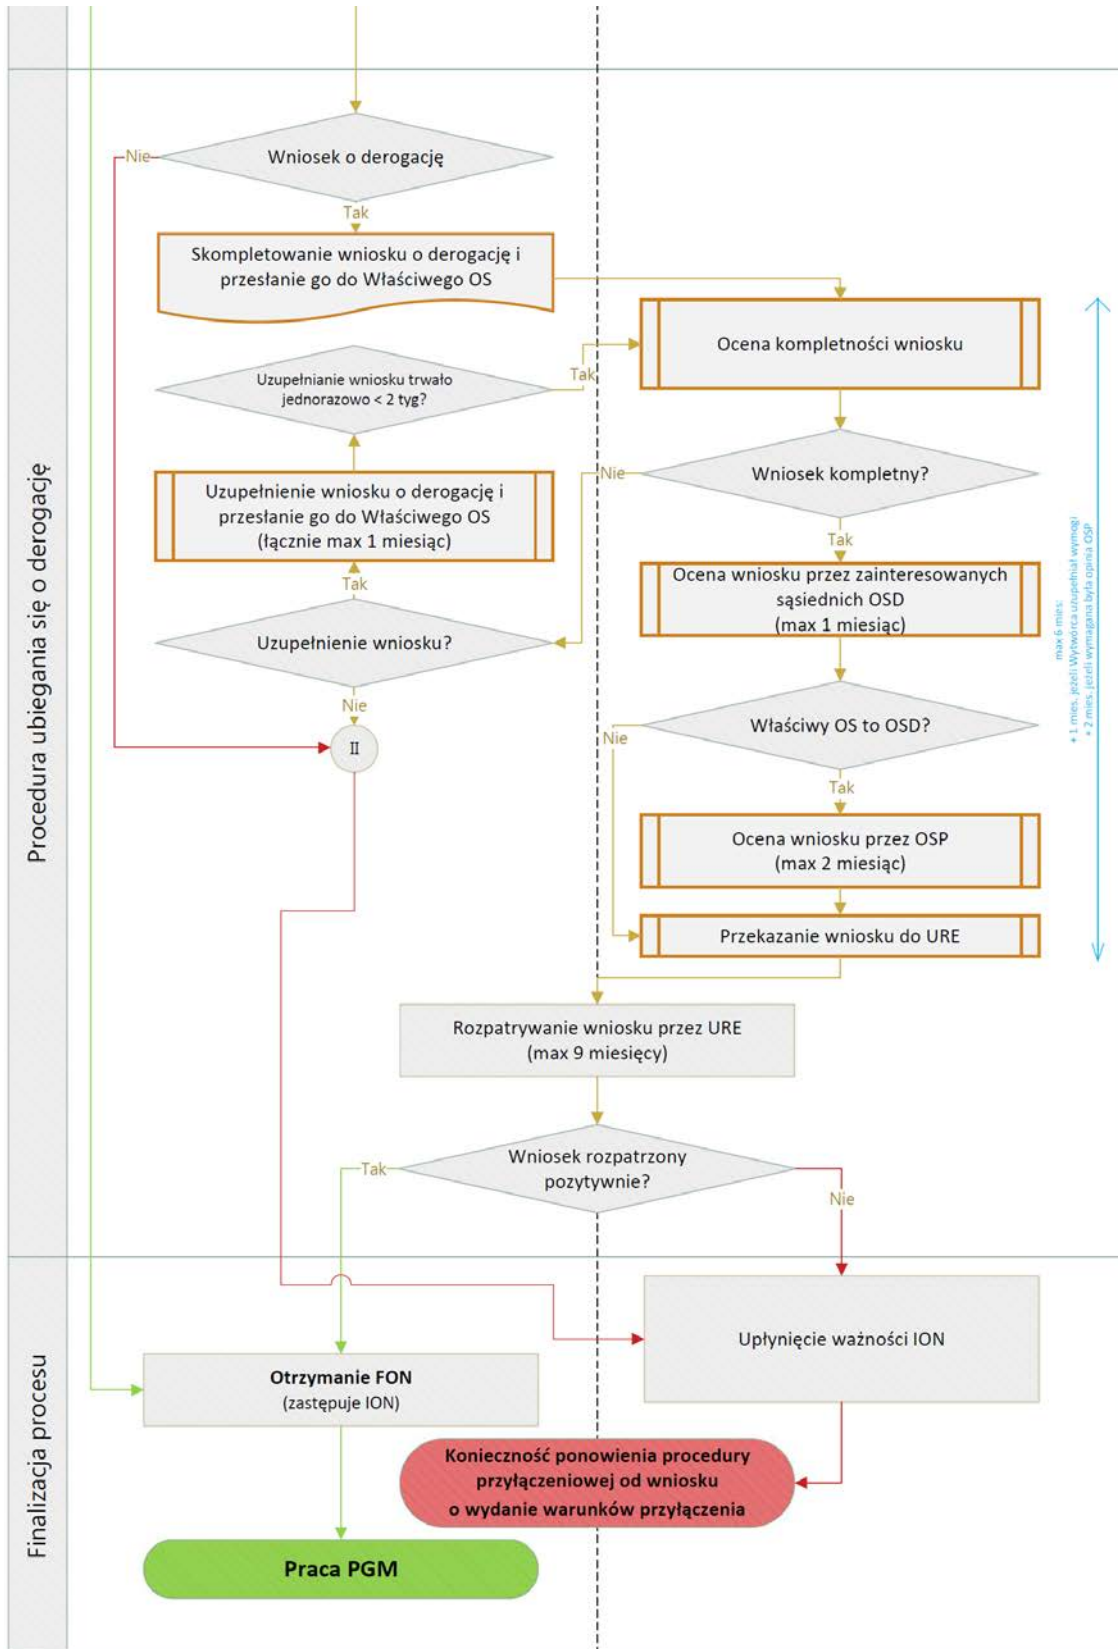 Procedura ubiegania się o derogację
Wniosek o derogację
Nie
Tak
Skompletowanie wniosku o derogację i
przesłanie go do Właściwego OS
Ocena kompletności wniosku
Uzupełnianie wniosku trwało
jednorazowo < 2 tyg?
Tak
Wniosek kompletny?
Nie
Tak
Uzupełnienie wniosku o derogację i
przesłanie go do Właściwego OS
(łącznie max 1 miesiąc)
Tak
Ocena wniosku przez zainteresowanych
sąsiednich OSD
(max 1 miesiąc)
max 6 mies:
+ 1 mies. jeżeli Wytwórca uzupełniał wymogi
+ 2 mies. jeżeli wymagana była opinia OSP
Uzupełnienie wniosku?
Nie
II
Właściwy OS to OSD?
Nie
Tak
Ocena wniosku przez OSP
(max 2 miesiąc)
Przekazanie wniosku do URE
Rozpatrywanie wniosku przez URE
(max 9 miesięcy)
Wniosek rozpatrzony
pozytywnie?
Tak
Nie
Finalizacja procesu
Upłynięcie ważności ION
Otrzymanie FON
(zastępuje ION)
Konieczność ponowienia procedury
przyłączeniowej od wniosku
o wydanie warunków przyłączenia
Praca PGM